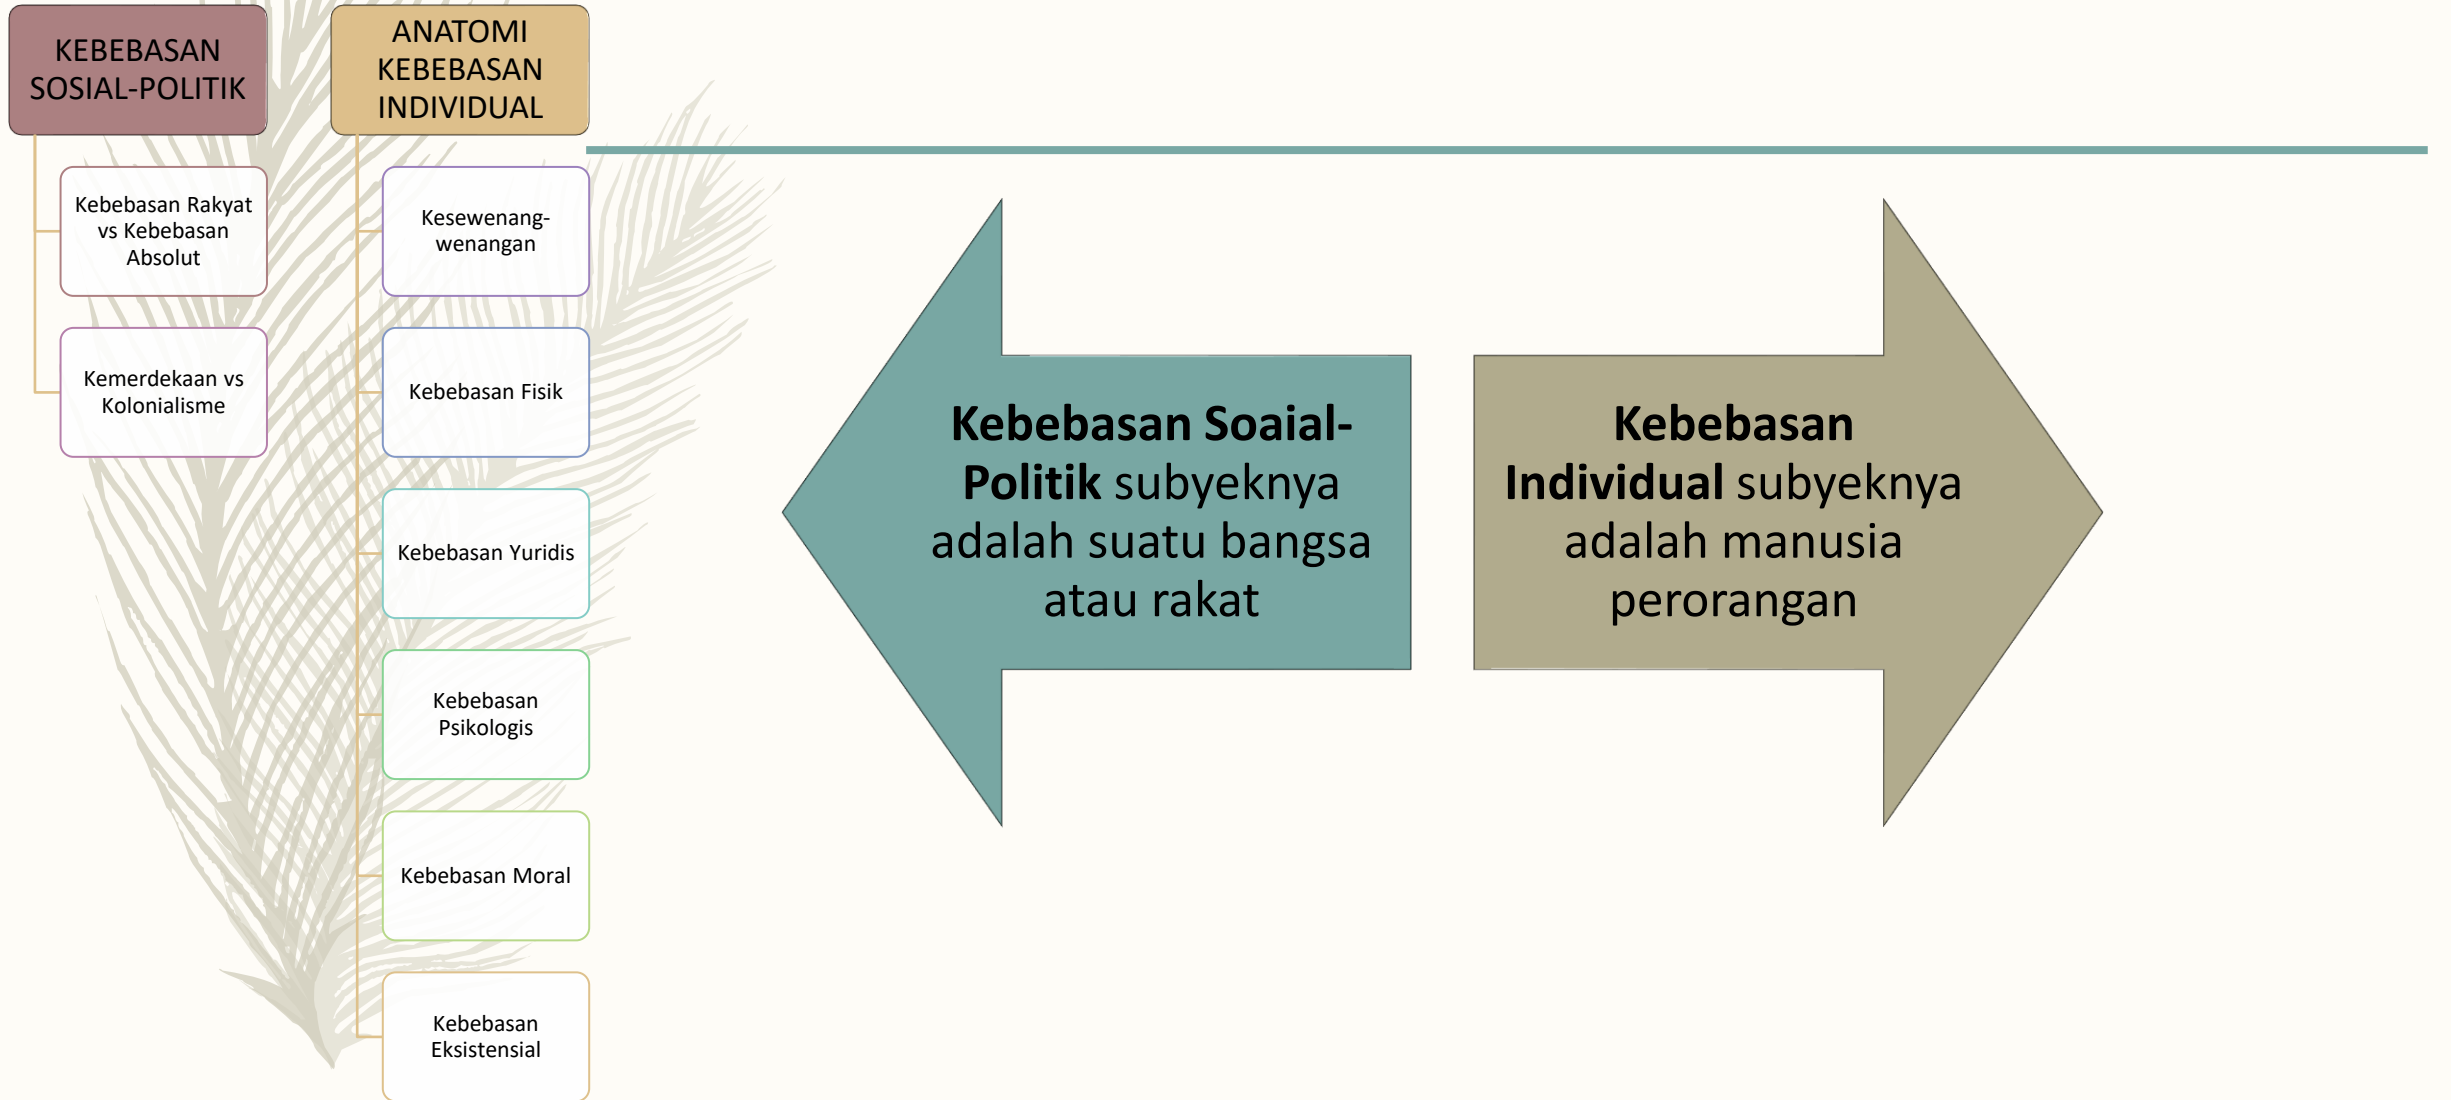 KEBEBASAN
SOSIAL-POLITIK
Kebebasan Rakyat
vs Kebebasan
Absolut
Kemerdekaan vs
Kolonialisme
ANATOMI
KEBEBASAN
INDIVIDUAL
Kesewenang-
wenangan
Kebebasan Fisik
Kebebasan Yuridis
Kebebasan
Psikologis
Kebebasan Moral
Kebebasan
Eksistensial
Kebebasan Soaial-
Politik subyeknya
adalah suatu bangsa
atau rakat
Kebebasan
Individual subyeknya
adalah manusia
perorangan